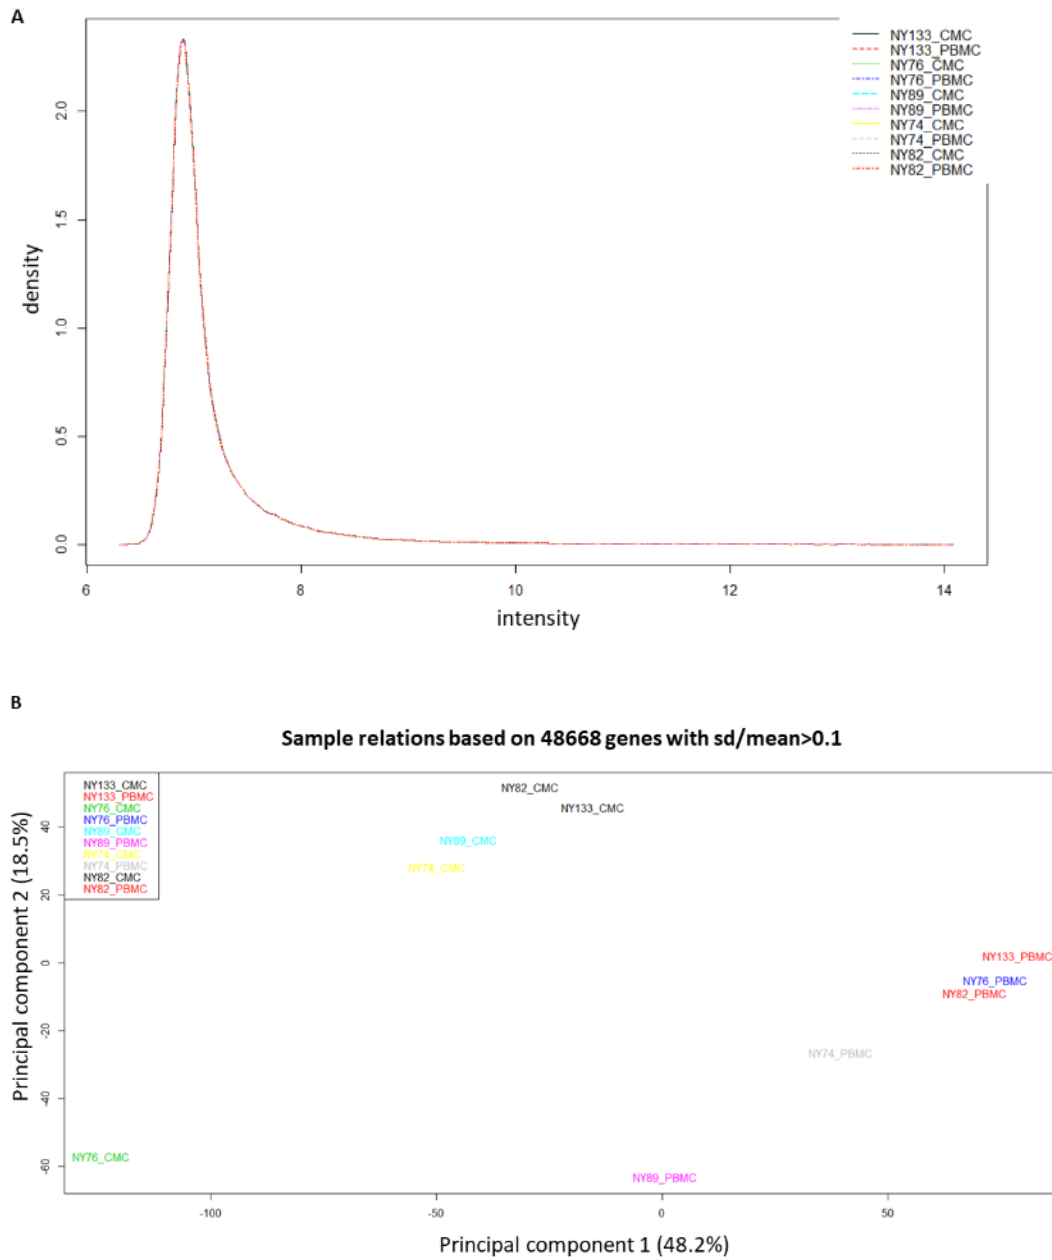 A
NY133_CMC
NY133_PBMC
NY76_CMC
NY76_PBMC
NY89_CMC
NY89_PBMC
NY74_CMC
NY74_PBMC
NY82_CMC
NY82_PBMC
density
2.0
1.5
1.0
0.5
0.0
6 8 10 12 14
intensity
B
Sample relations based on 48668 genes with sd/mean>0.1
NY133_CMC
NY133_PBMC
NY76_CMC
NY76_PBMC
NY89_CMC
NY89_PBMC
NY74_CMC
NY74_PBMC
NY82_CMC
NY82_PBMC
NY82_CMC
NY133_CMC
NY89_CMC
NY74_CMC
NY133_PBMC
NY76_PBMC
NY82_PBMC
NY74_PBMC
NY76_CMC
NY89_PBMC
Principal component 2 (18.5%)
40
20
0
-20
-40
-60
-100 -50 0 50
Principal component 1 (48.2%)